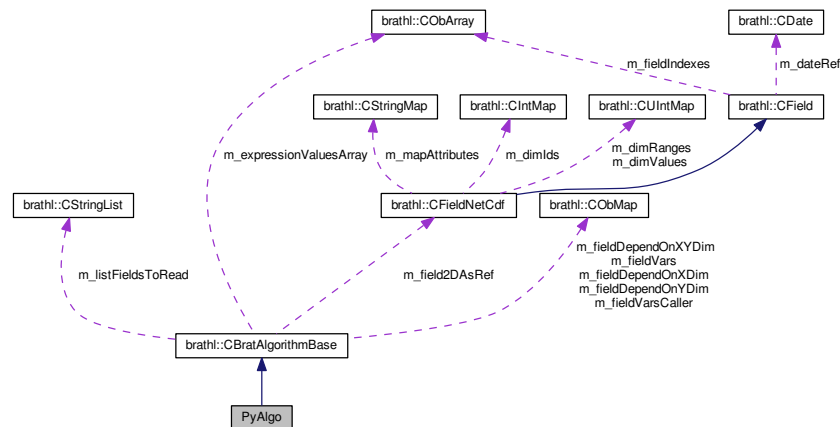 brathl::CObArray
brathl::CDate
m_fieldIndexes
m_dateRef
brathl::CStringMap
brathl::CIntMap
brathl::CUIntMap
brathl::CField
m_expressionValuesArray
m_mapAttributes
m_dimIds
m_dimRanges
m_dimValues
brathl::CStringList
brathl::CFieldNetCdf
brathl::CObMap
m_listFieldsToRead
m_field2DAsRef
m_fieldDependOnXYDim
m_fieldVars
m_fieldDependOnXDim
m_fieldDependOnYDim
m_fieldVarsCaller
brathl::CBratAlgorithmBase
PyAlgo